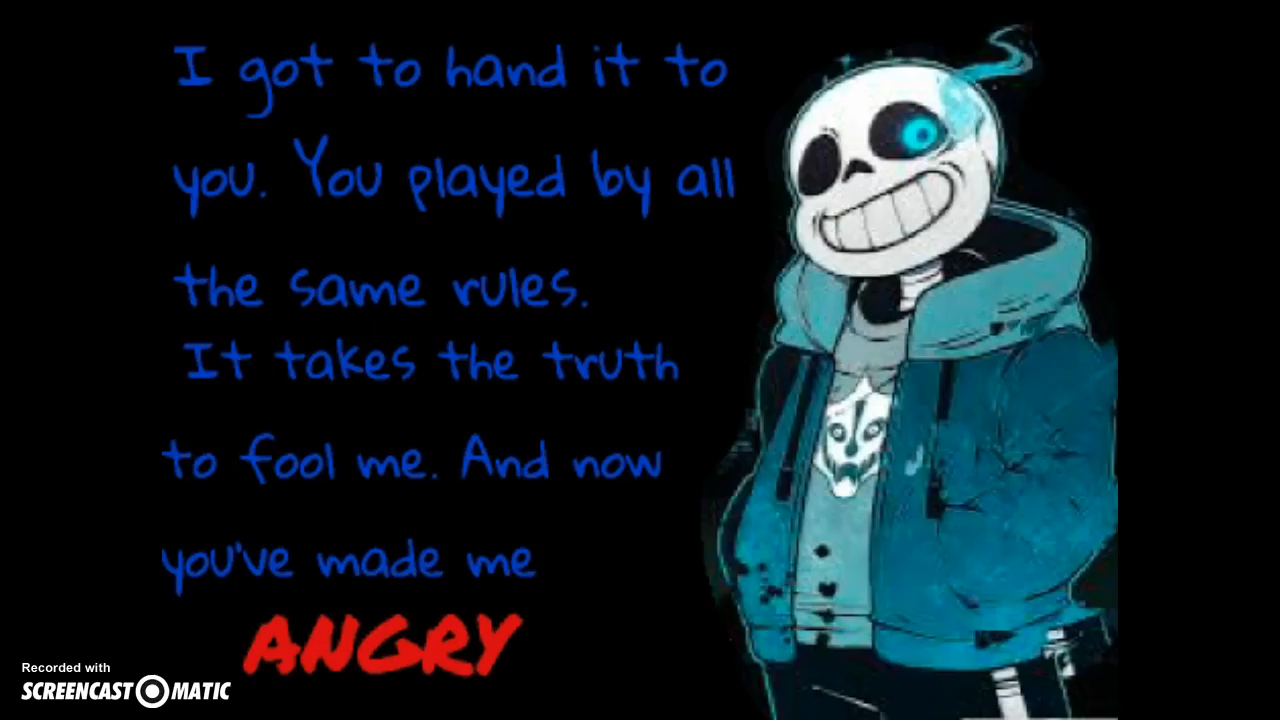 I got to hand it to
you. You played by all
the same rules.
It takes the truth
to fool me. And now
you've made me
ANGRY
Recorded with
SCREENCAST O MATIC